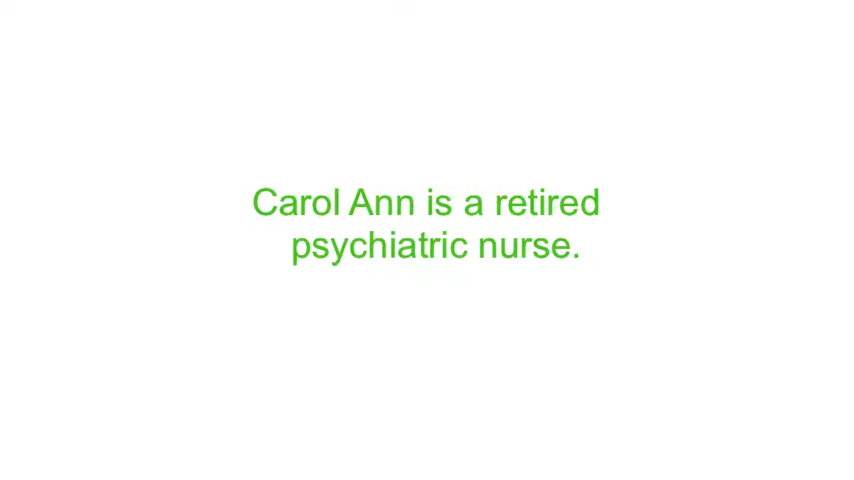 Carol Ann is a retired
psychiatric nurse.